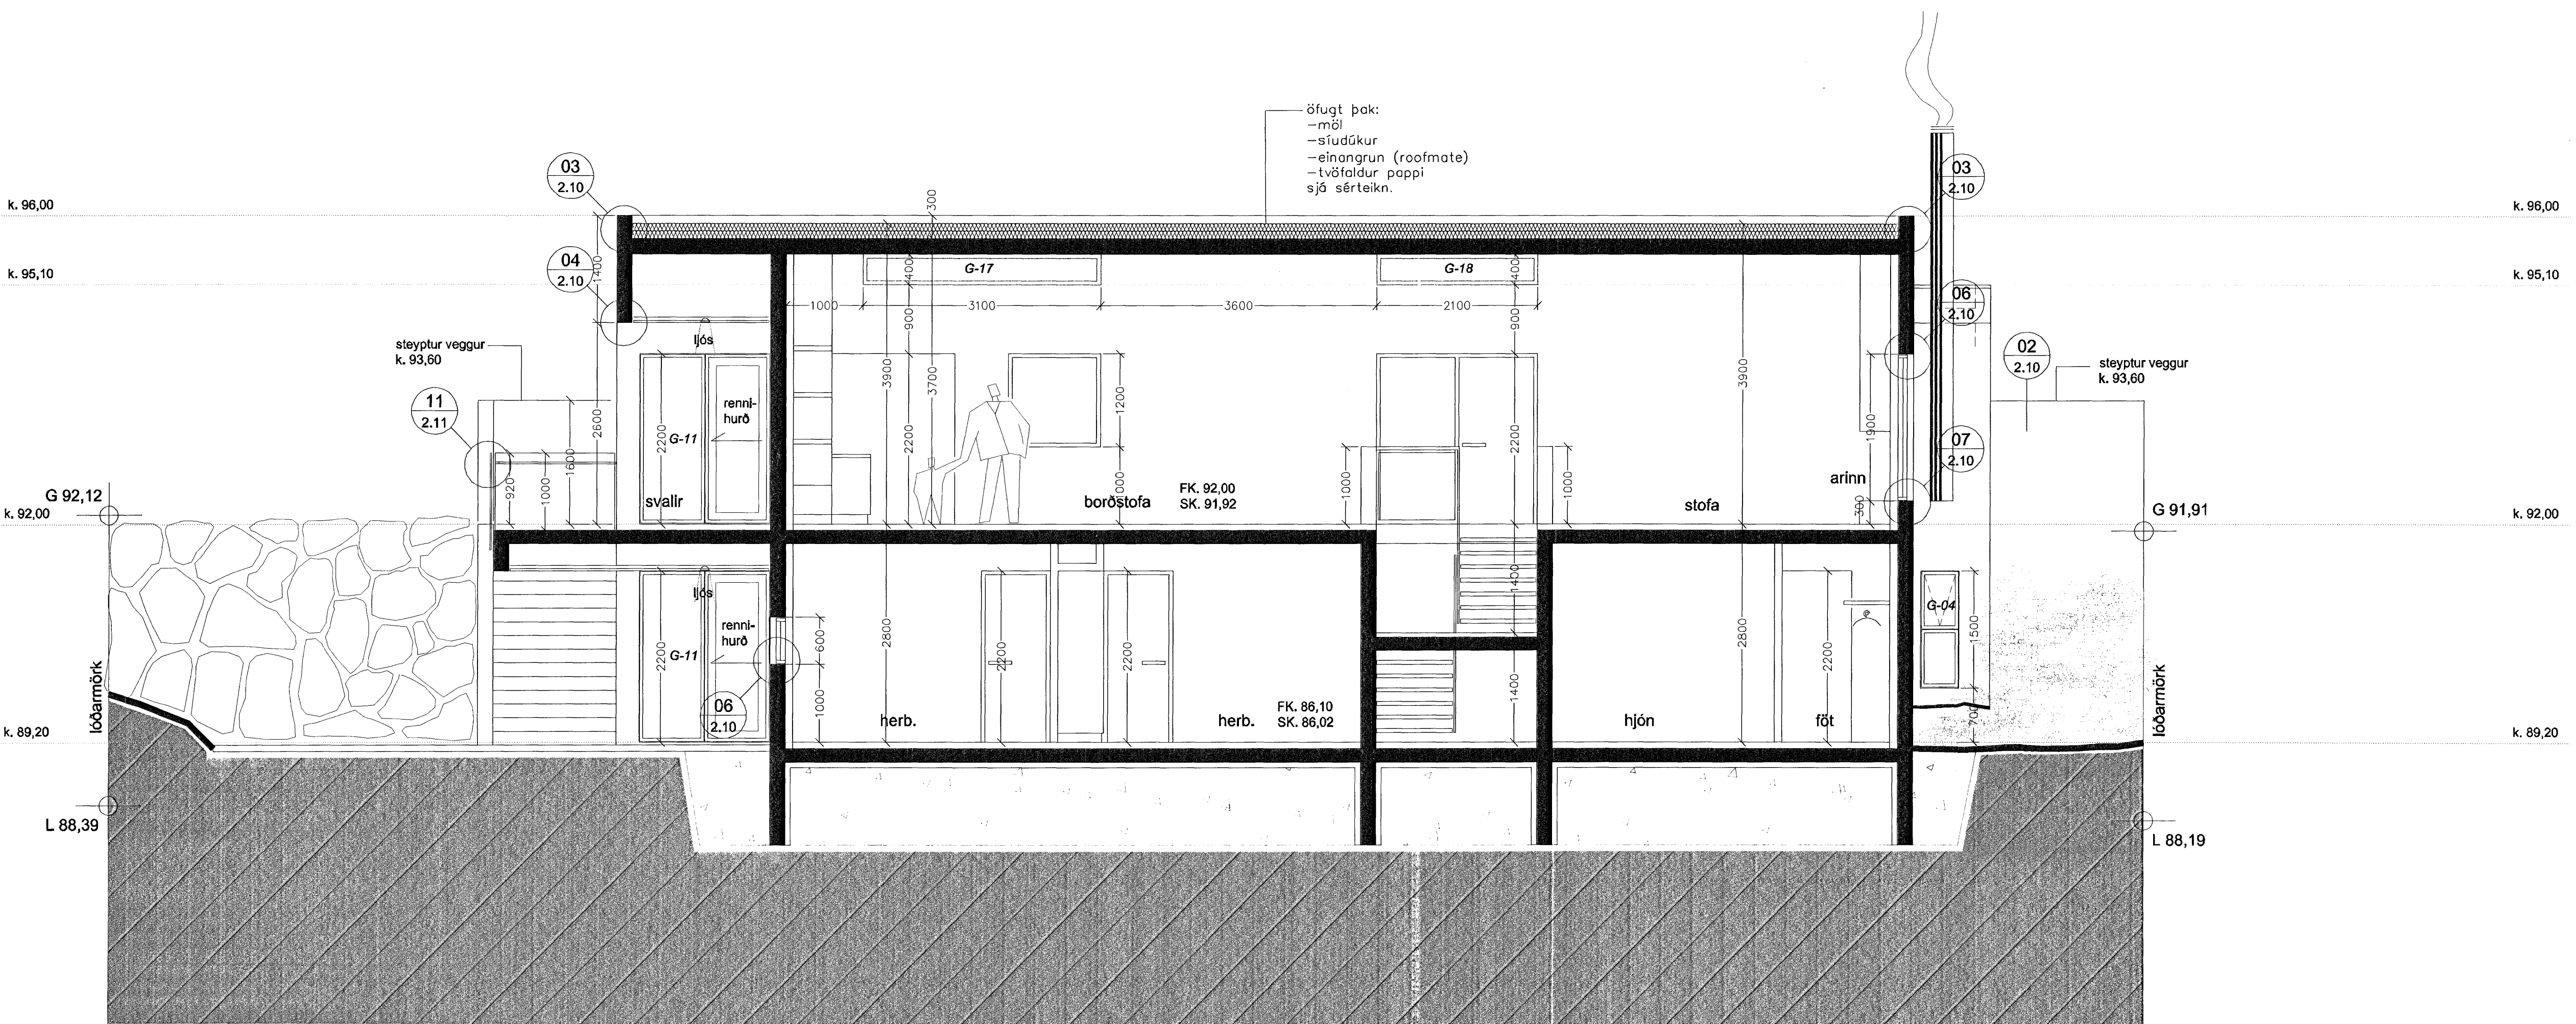 öfugt þak:
-möl
-síudúkur
-einangrun (roofmate)
-tvöfaldur pappi
sjá sérteikn.
03
2.10
03
2.10
k. 96,00
k. 96,00
300
04
2.10
1400
k. 95,10
k. 95,10
400
G-17
G-18
400
06
2.10
1000
3100
3600
2100
900
900
ljós
steyptur veggur
k. 93,60
02
2.10
steyptur veggur
k. 93,60
3900
3700
3900
11
2.11
renni-
hurð
1200
2600
2200
G-11
2200
2200
1900
07
2.10
1600
920
1000
1000
1000
1000
arinn
G 92,12
svalir
borðstofa
FK. 92,00
SK. 91,92
stofa
300
G 91,91
k. 92,00
k. 92,00
1400
ljós
G-04
renni-
hurð
600
2800
2800
1500
2200
G-11
2200
2200
2200
lóðarmörk
lóðarmörk
1000
1400
06
2.10
herb.
herb.
FK. 86,10
SK. 86,02
hjón
föt
700
k. 89,20
k. 89,20
L 88,39
L 88,19